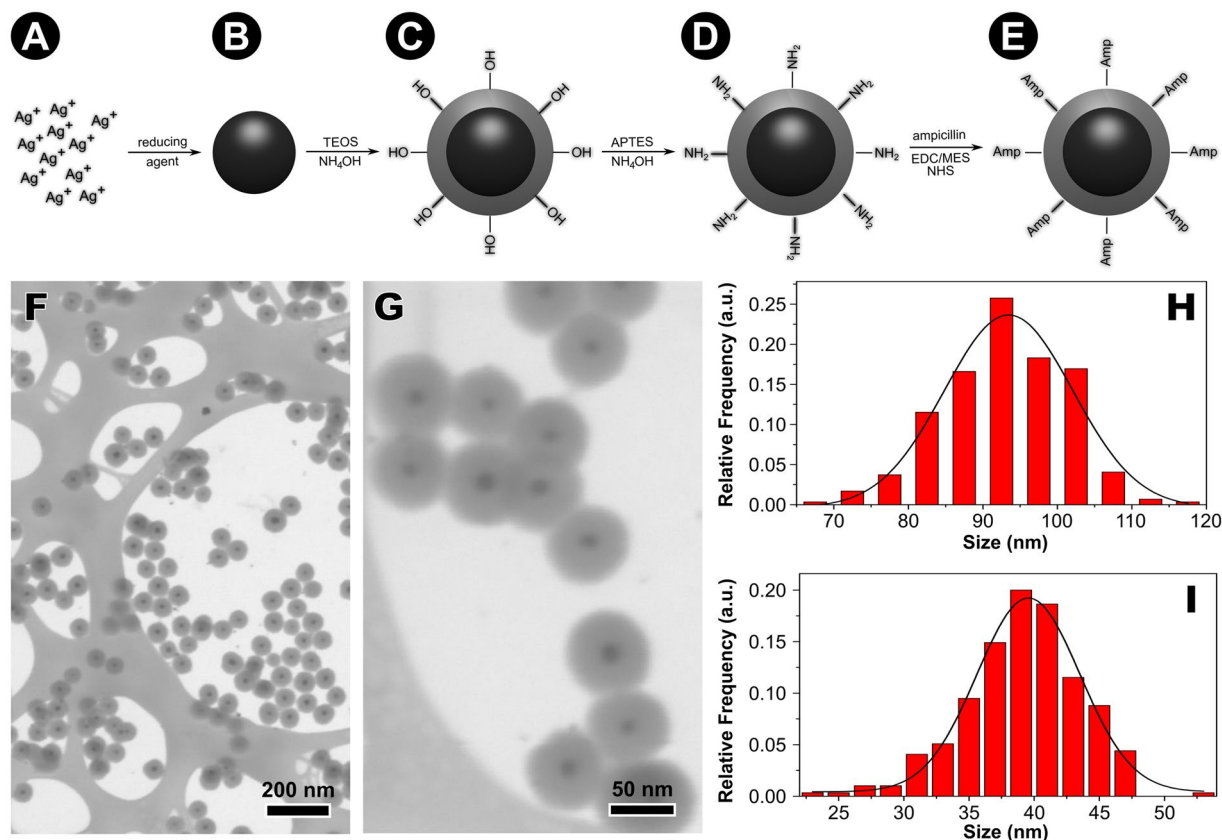 A
B
C
D
E
Ag+ Ag+ Ag+
Ag+ Ag+ Ag+
Ag+ Ag+
Ag+ Ag+ Ag+
reducing
agent
TEOS
NH4OH
OH
HO OH
HO OH
HO OH
HO
APTES
NH4OH
NH2
NH2 NH2
NH2 NH2
NH2 NH2
NH2
ampicillin
EDC/MES
NHS
Amp
Amp Amp
Amp Amp
Amp Amp
Amp
F
200 nm
G
50 nm
H
Relative Frequency (a.u.)
0.25
0.20
0.15
0.10
0.05
0.00
70 80 90 100 110 120
Size (nm)
I
Relative Frequency (a.u.)
0.20
0.15
0.10
0.05
0.00
25 30 35 40 45 50
Size (nm)